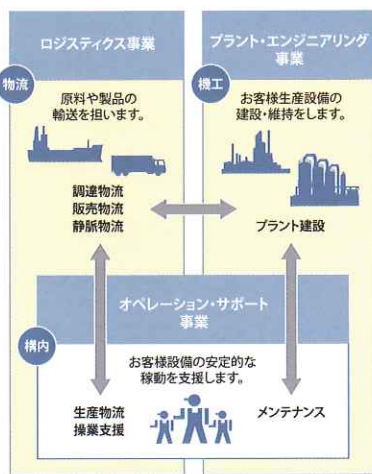 ロジスティクス事業
物流
原料や製品の
輸送を担います。
調達物流
販売物流
静脈物流
プラント・エンジニアリング
事業
機工
お客様生産設備の
建設・維持をします。
プラント建設
オペレーション・サポート
事業
構内
お客様設備の安定的な
稼動を支援します。
生産物流
操業支援
メンテナンス